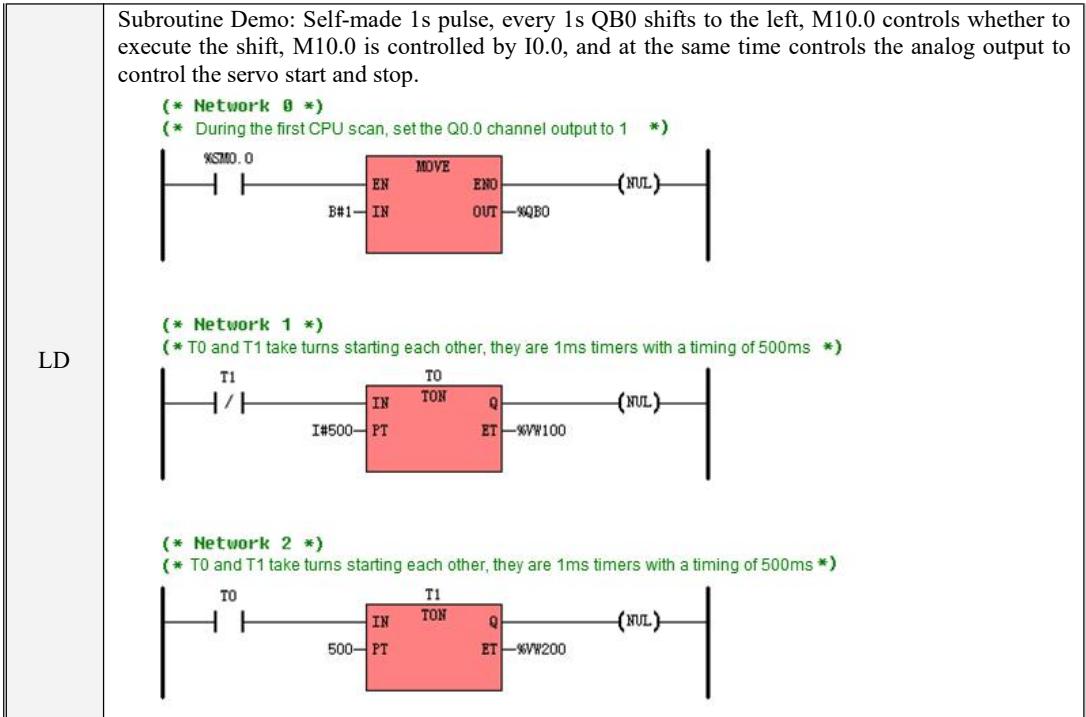 Subroutine Demo: Self-made 1s pulse, every 1s QB0 shifts to the left, M10.0 controls whether to
execute the shift, M10.0 is controlled by I0.0, and at the same time controls the analog output to
control the servo start and stop.
LD
(* Network 0 *)
(* During the first CPU scan, set the Q0.0 channel output to 1 *)
%SM0.0
MOVE
EN ENO (NUL)
B#1 IN OUT %QB0
(* Network 1 *)
(* T0 and T1 take turns starting each other, they are 1ms timers with a timing of 500ms *)
T1 T0
/ IN TON Q (NUL)
I#500 PT ET %VW100
(* Network 2 *)
(* T0 and T1 take turns starting each other, they are 1ms timers with a timing of 500ms *)
T0 T1
IN TON Q (NUL)
500 PT ET %VW200